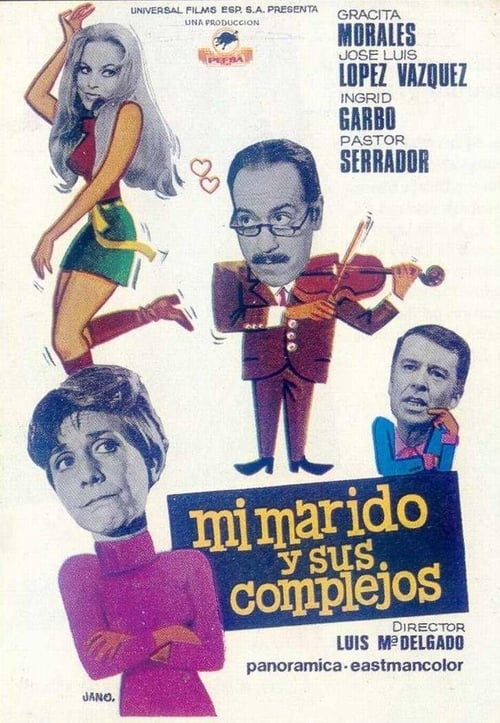 UNIVERSAL FILMS ESP. S.A. PRESENTA
UNA PRODUCCION
PEFSA
GRACITA
MORALES
JOSE LUIS
LOPEZ VAZQUEZ
INGRID
GARBO
PASTOR
SERRADOR
mi marido
y sus
complejos
DIRECTOR
LUIS Mª DELGADO
panoramica · eastmancolor
JANO.